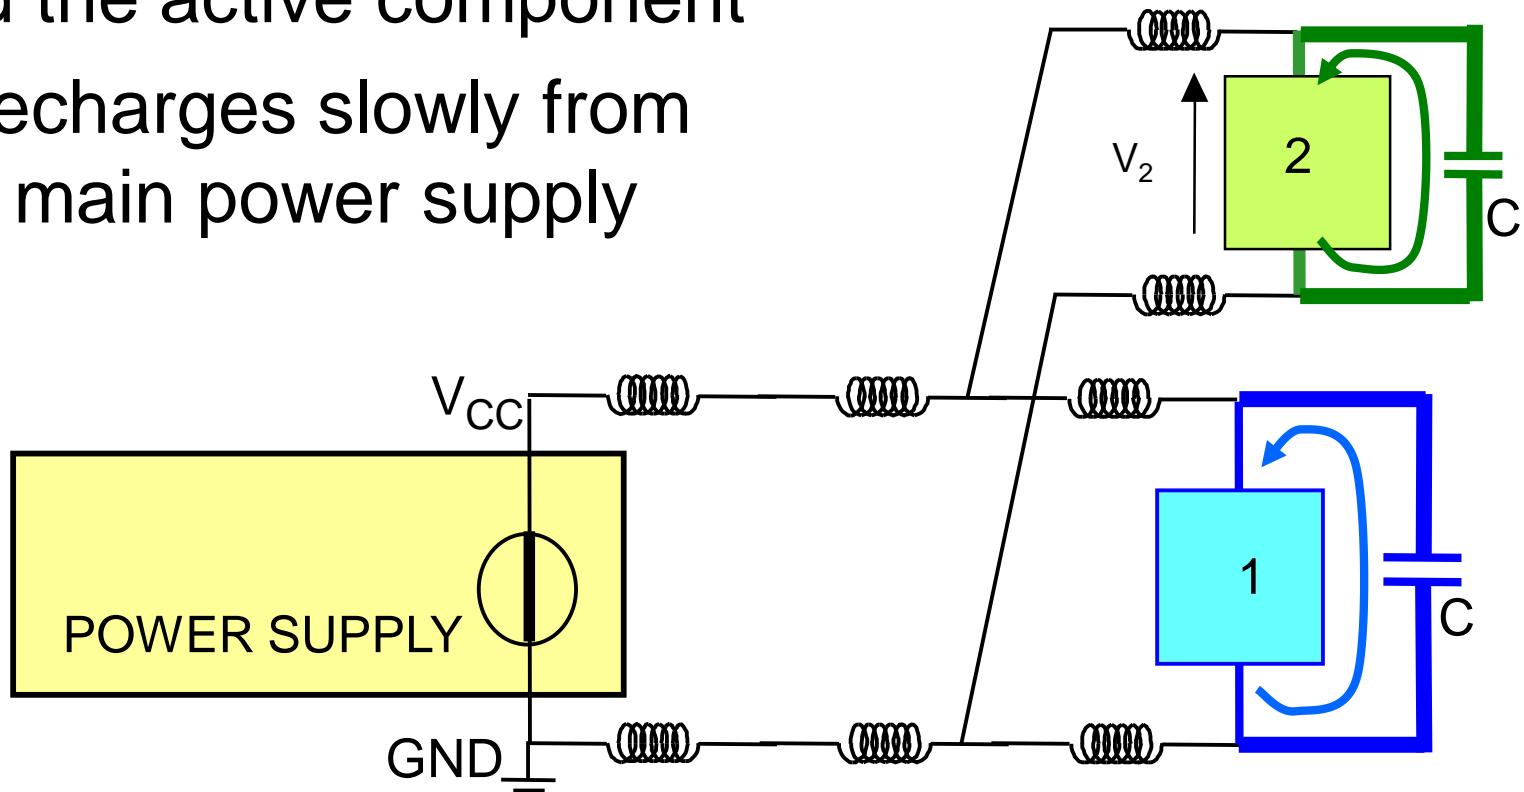 the active component
echarges slowly from
main power supply
V2
2
C
VCC
1
POWER SUPPLY
C
GND